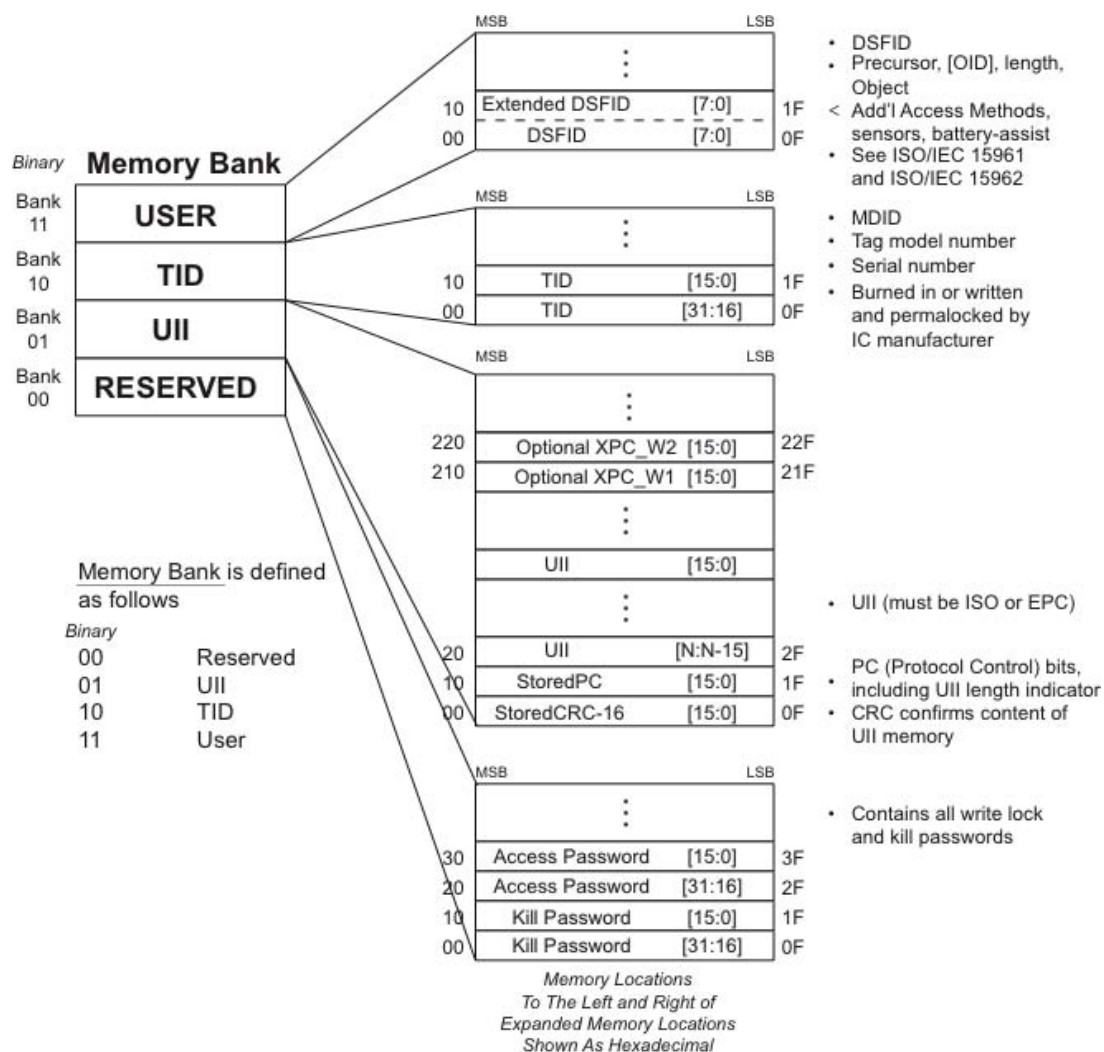 Binary Memory Bank
Bank 11 USER
Bank 10 TID
Bank 01 UII
Bank 00 RESERVED
Memory Bank is defined
as follows
Binary
00 Reserved
01 UII
10 TID
11 User
MSB LSB
⋮
10 Extended DSFID [7:0] 1F
00 DSFID [7:0] 0F
• DSFID
• Precursor, [OID], length,
Object
< Add'l Access Methods,
sensors, battery-assist
• See ISO/IEC 15961
and ISO/IEC 15962
MSB LSB
⋮
10 TID [15:0] 1F
00 TID [31:16] 0F
• MDID
• Tag model number
• Serial number
• Burned in or written
and permalocked by
IC manufacturer
MSB LSB
⋮
220 Optional XPC_W2 [15:0] 22F
210 Optional XPC_W1 [15:0] 21F
⋮
UII [15:0]
⋮
20 UII [N:N-15] 2F
10 StoredPC [15:0] 1F
00 StoredCRC-16 [15:0] 0F
• UII (must be ISO or EPC)
PC (Protocol Control) bits,
• including UII length indicator
• CRC confirms content of
UII memory
MSB LSB
⋮
30 Access Password [15:0] 3F
20 Access Password [31:16] 2F
10 Kill Password [15:0] 1F
00 Kill Password [31:16] 0F
• Contains all write lock
and kill passwords
Memory Locations
To The Left and Right of
Expanded Memory Locations
Shown As Hexadecimal